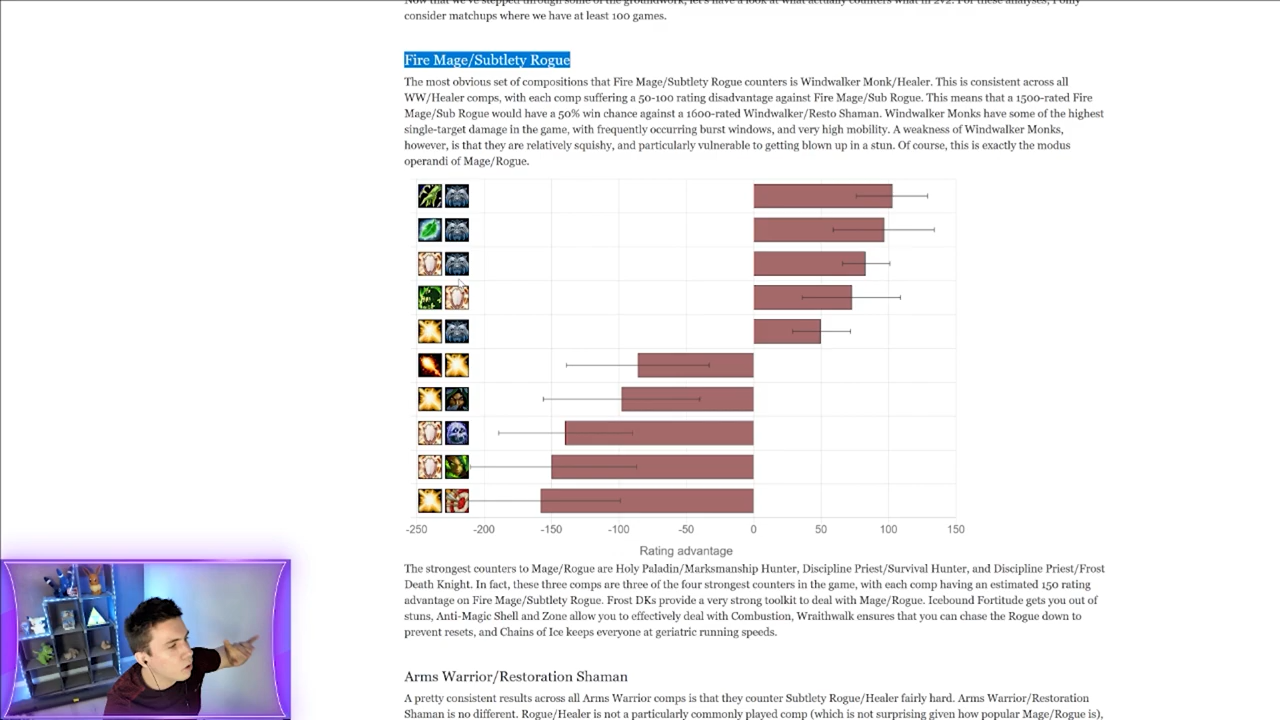 Now that we've stepped through some of the groundwork, let's have a look at what actually counters what in 2v2. For these analyses, I only
consider matchups where we have at least 100 games.
Fire Mage/Subtlety Rogue
The most obvious set of compositions that Fire Mage/Subtlety Rogue counters is Windwalker Monk/Healer. This is consistent across all
WW/Healer comps, with each comp suffering a 50-100 rating disadvantage against Fire Mage/Sub Rogue. This means that a 1500-rated Fire
Mage/Sub Rogue would have a 50% win chance against a 1600-rated Windwalker/Resto Shaman. Windwalker Monks have some of the highest
single-target damage in the game, with frequently occurring burst windows, and very high mobility. A weakness of Windwalker Monks,
however, is that they are relatively squishy, and particularly vulnerable to getting blown up in a stun. Of course, this is exactly the modus
operandi of Mage/Rogue.
-250 -200 -150 -100 -50 0 50 100 150
Rating advantage
The strongest counters to Mage/Rogue are Holy Paladin/Marksmanship Hunter, Discipline Priest/Survival Hunter, and Discipline Priest/Frost
Death Knight. In fact, these three comps are three of the four strongest counters in the game, with each comp having an estimated 150 rating
advantage on Fire Mage/Subtlety Rogue. Frost DKs provide a very strong toolkit to deal with Mage/Rogue. Icebound Fortitude gets you out of
stuns, Anti-Magic Shell and Zone allow you to effectively deal with Combustion, Wraithwalk ensures that you can chase the Rogue down to
prevent resets, and Chains of Ice keeps everyone at geriatric running speeds.
Arms Warrior/Restoration Shaman
A pretty consistent results across all Arms Warrior comps is that they counter Subtlety Rogue/Healer fairly hard. Arms Warrior/Restoration
Shaman is no different. Rogue/Healer is not a particularly commonly played comp (which is not surprising given how popular Mage/Rogue is),